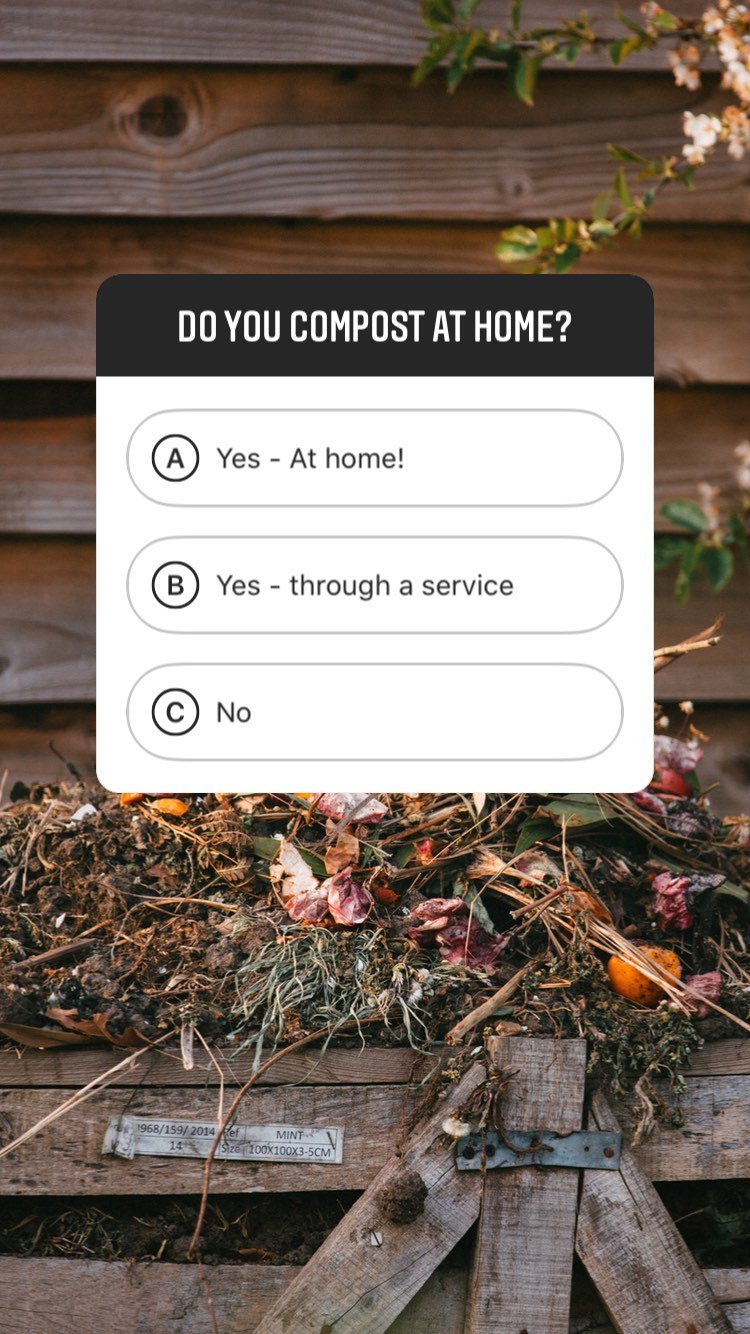 DO YOU COMPOST AT HOME?
A Yes - At home!
B Yes - through a service
C No
1968/159/ 2014 Ref MINT
14 Size 100X100X3-5CM